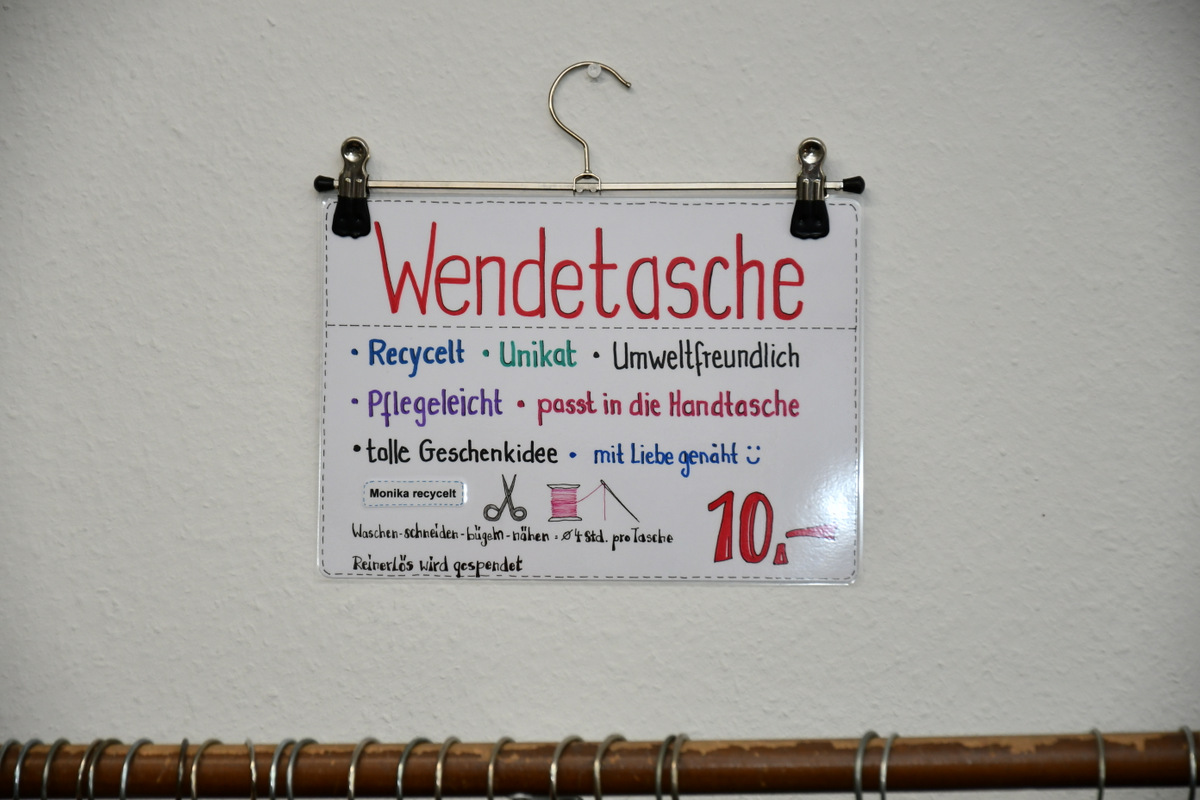 Wendetasche
• Recycelt • Unikat • Umweltfreundlich
• Pflegeleicht • passt in die Handtasche
• tolle Geschenkidee • mit Liebe genäht :)
Monika recycelt
Waschen-schneiden-bügeln-nähen = ⌀ 4 Std. pro Tasche
10,-
Reinerlös wird gespendet